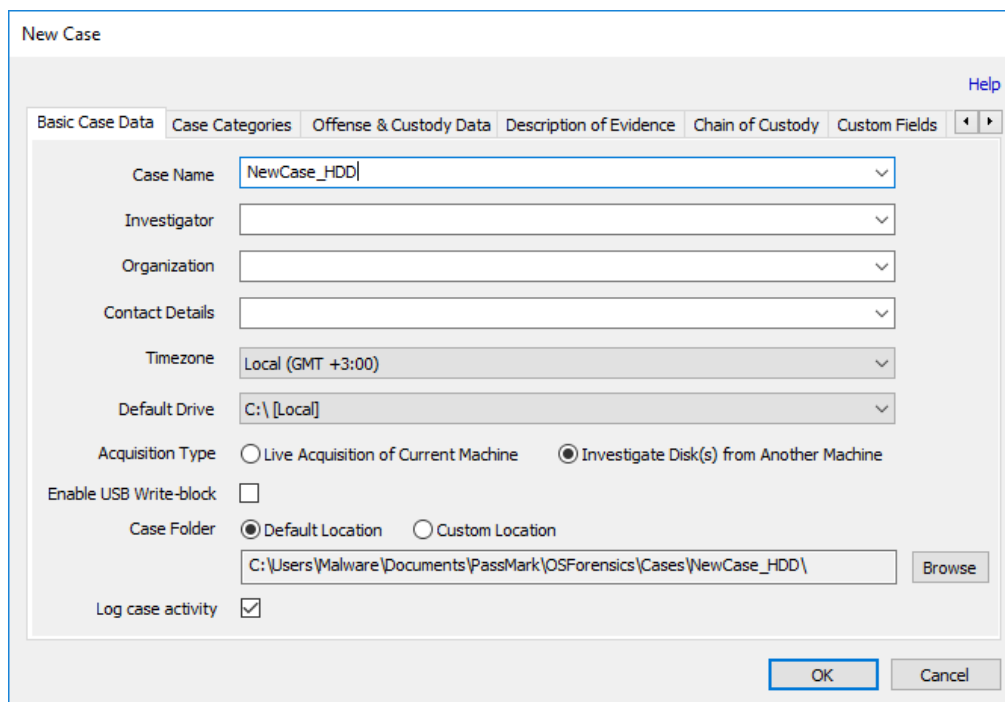 New Case
Help
Basic Case Data Case Categories Offense & Custody Data Description of Evidence Chain of Custody Custom Fields
Case Name NewCase_HDD
Investigator
Organization
Contact Details
Timezone Local (GMT +3:00)
Default Drive C:\ [Local]
Acquisition Type Live Acquisition of Current Machine Investigate Disk(s) from Another Machine
Enable USB Write-block
Case Folder Default Location Custom Location
C:\Users\Malware\Documents\PassMark\OSForensics\Cases\NewCase_HDD\ Browse
Log case activity
OK Cancel